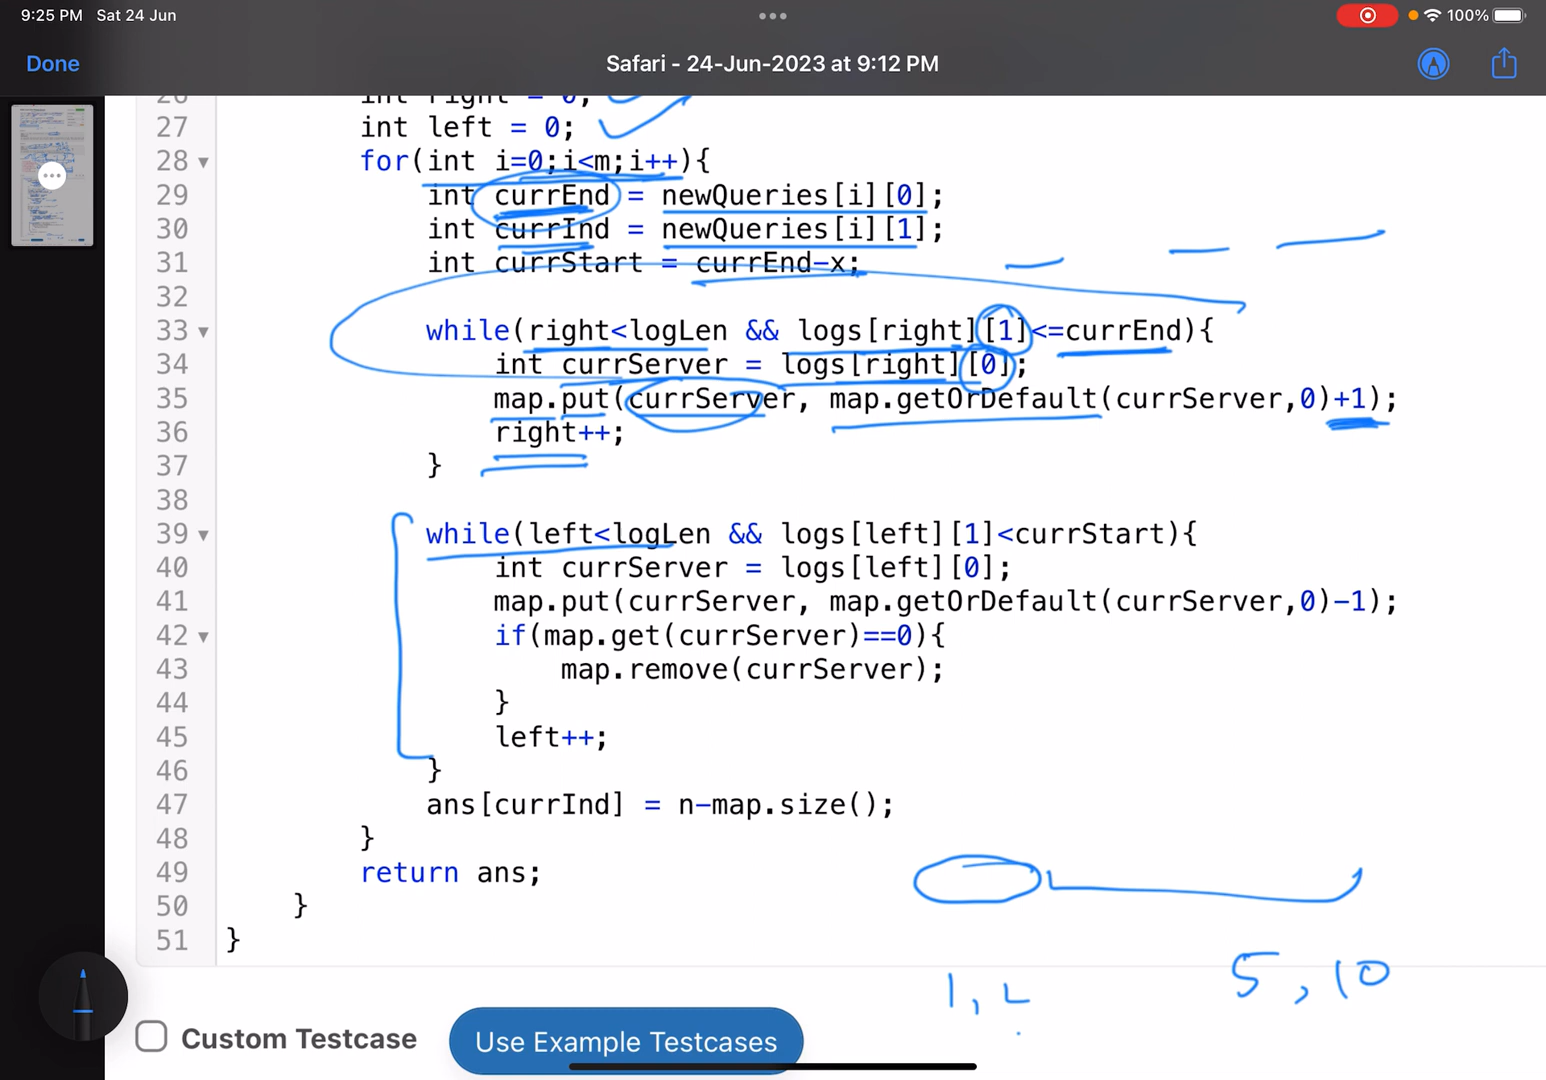 9:25 PM Sat 24 Jun
100%
Done
Safari - 24-Jun-2023 at 9:12 PM
26 int right = 0;
27 int left = 0;
28 for(int i=0;i<m;i++){
29 int currEnd = newQueries[i][0];
30 int currInd = newQueries[i][1];
31 int currStart = currEnd-x;
32
33 while(right<logLen && logs[right][1]<=currEnd){
34 int currServer = logs[right][0];
35 map.put(currServer, map.getOrDefault(currServer,0)+1);
36 right++;
37 }
38
39 while(left<logLen && logs[left][1]<currStart){
40 int currServer = logs[left][0];
41 map.put(currServer, map.getOrDefault(currServer,0)-1);
42 if(map.get(currServer)==0){
43 map.remove(currServer);
44 }
45 left++;
46 }
47 ans[currInd] = n-map.size();
48 }
49 return ans;
50 }
51 }
5, 10
1,
Custom Testcase
Use Example Testcases